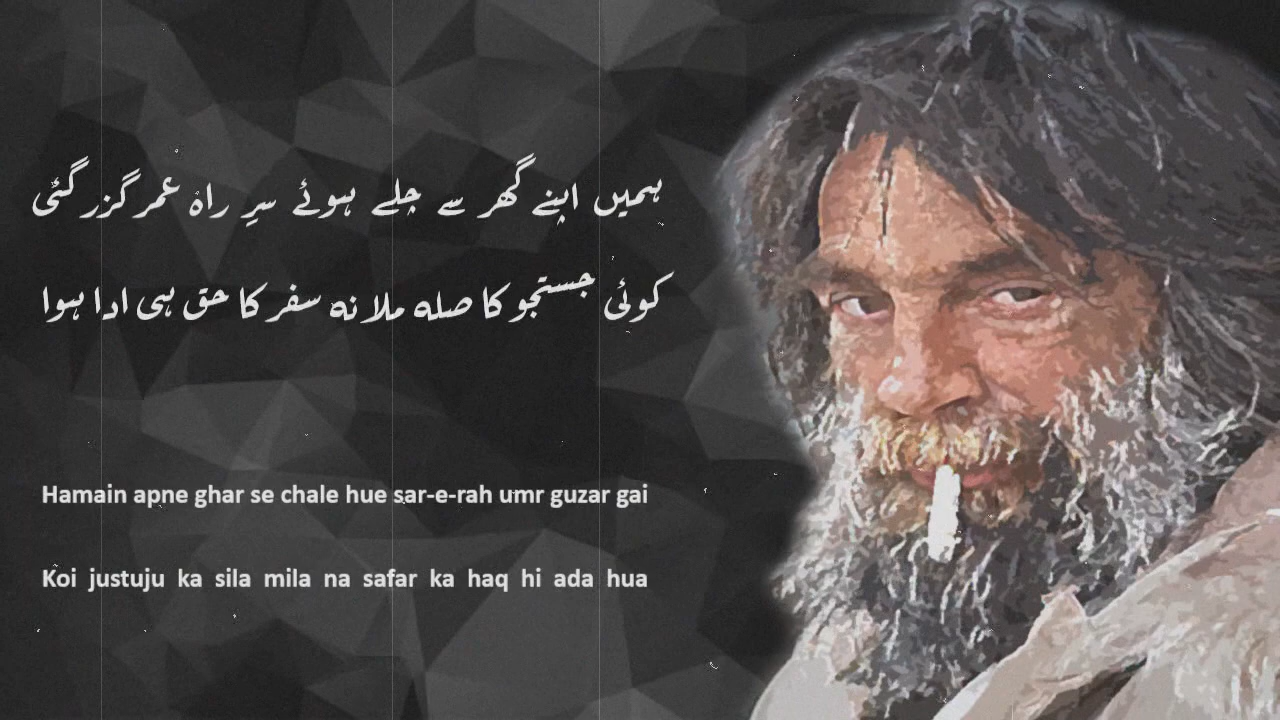 ہمیں اپنے گھر سے چلے ہوئے سرِ راہ عمر گزر گئی
کوئی جستجو کا صلہ ملا نہ سفر کا حق ہی ادا ہوا
Hamain apne ghar se chale hue sar-e-rah umr guzar gai
Koi justuju ka sila mila na safar ka haq hi ada hua